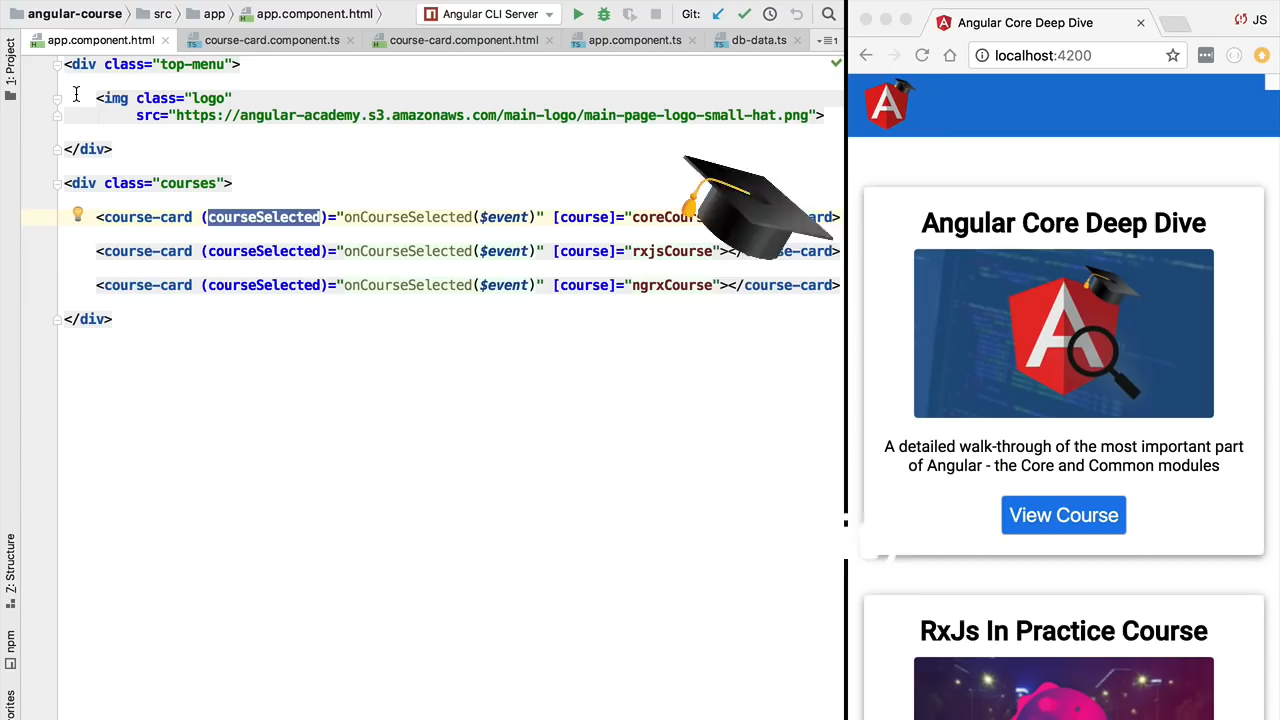 angular-course
src
app
app.component.html
Angular CLI Server
Git:
app.component.html
course-card.component.ts
course-card.component.html
app.component.ts
db-data.ts
1: Project
<div class="top-menu">
<img class="logo"
src="https://angular-academy.s3.amazonaws.com/main-logo/main-page-logo-small-hat.png">
</div>
<div class="courses">
<course-card (courseSelected)="onCourseSelected($event)" [course]="coreCour
<course-card (courseSelected)="onCourseSelected($event)" [course]="rxjsCourse"></course-card>
<course-card (courseSelected)="onCourseSelected($event)" [course]="ngrxCourse"></course-card>
</div>
Z: Structure
npm
Angular Core Deep Dive
JS
localhost:4200
Angular Core Deep Dive
A detailed walk-through of the most important part
of Angular - the Core and Common modules
View Course
RxJs In Practice Course